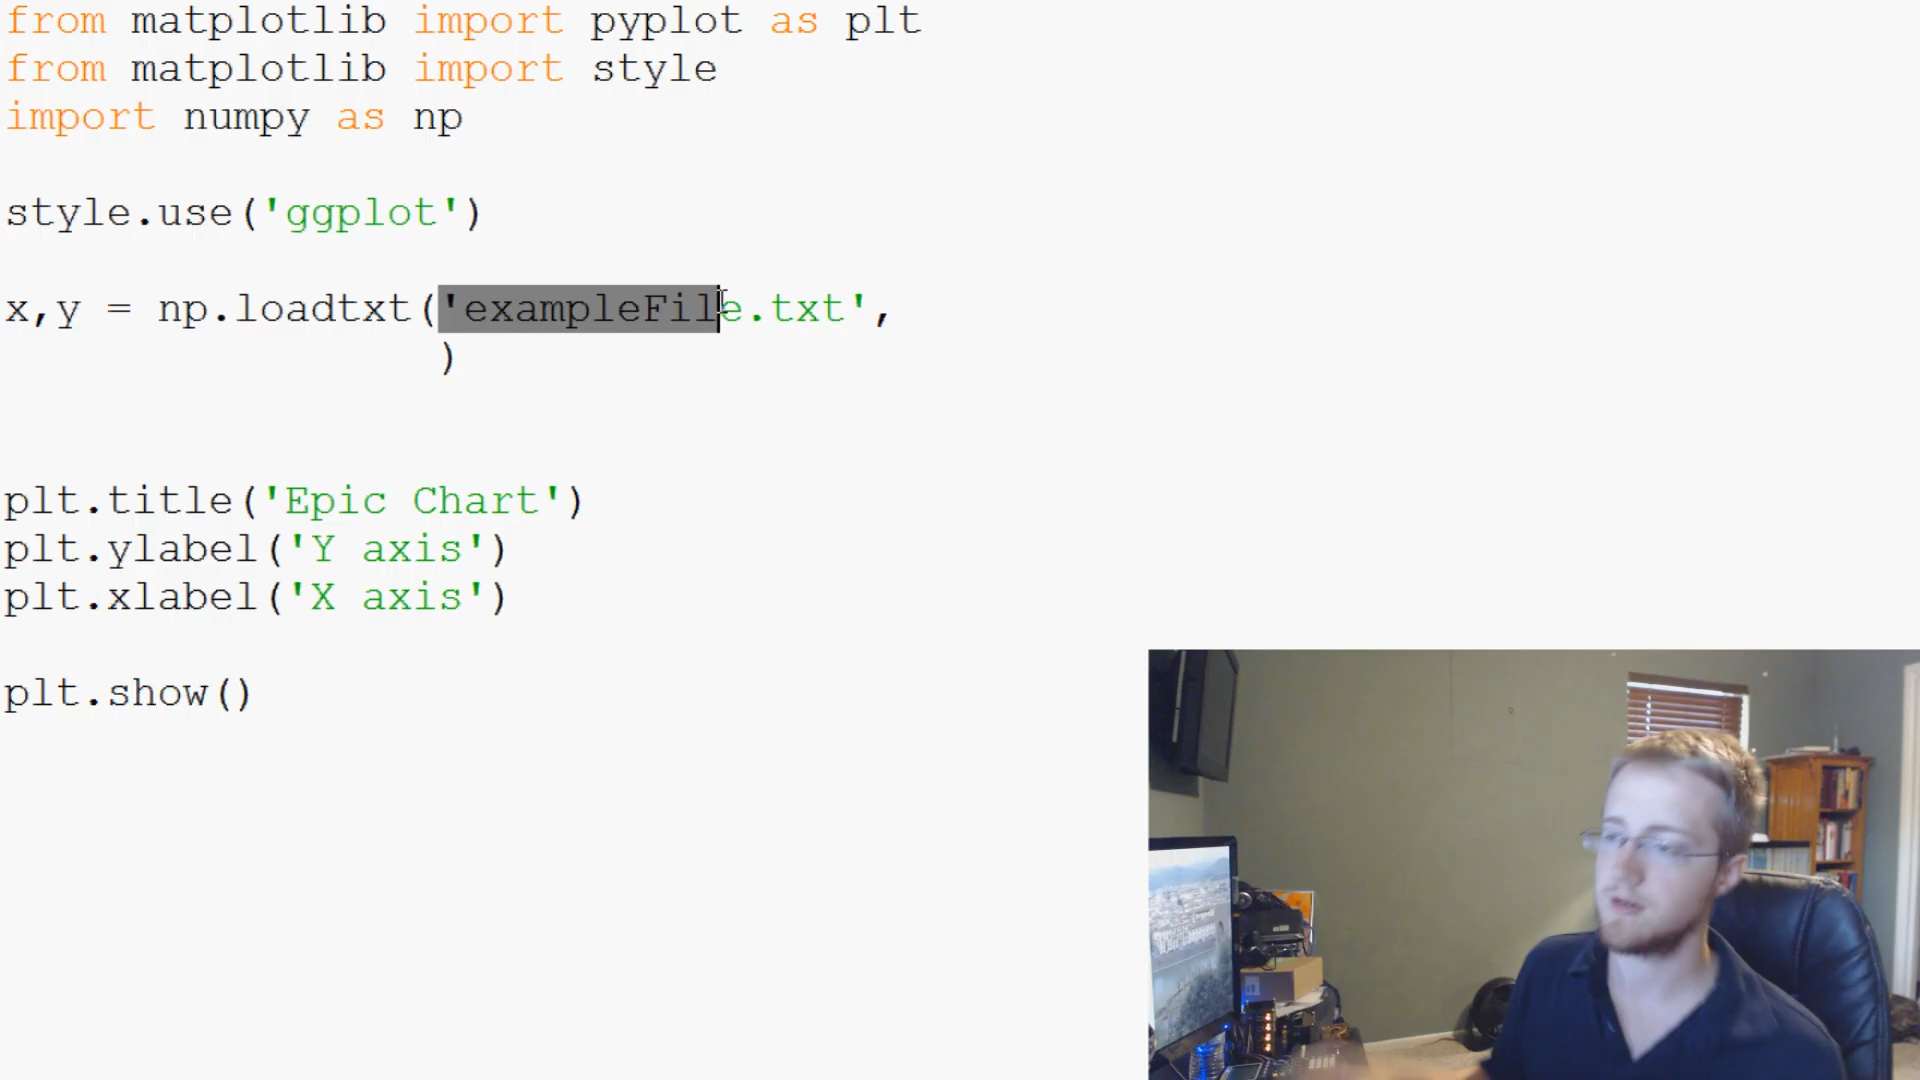 from matplotlib import pyplot as plt
from matplotlib import style
import numpy as np
style.use('ggplot')
x,y = np.loadtxt('exampleFile.txt',
)
plt.title('Epic Chart')
plt.ylabel('Y axis')
plt.xlabel('X axis')
plt.show()